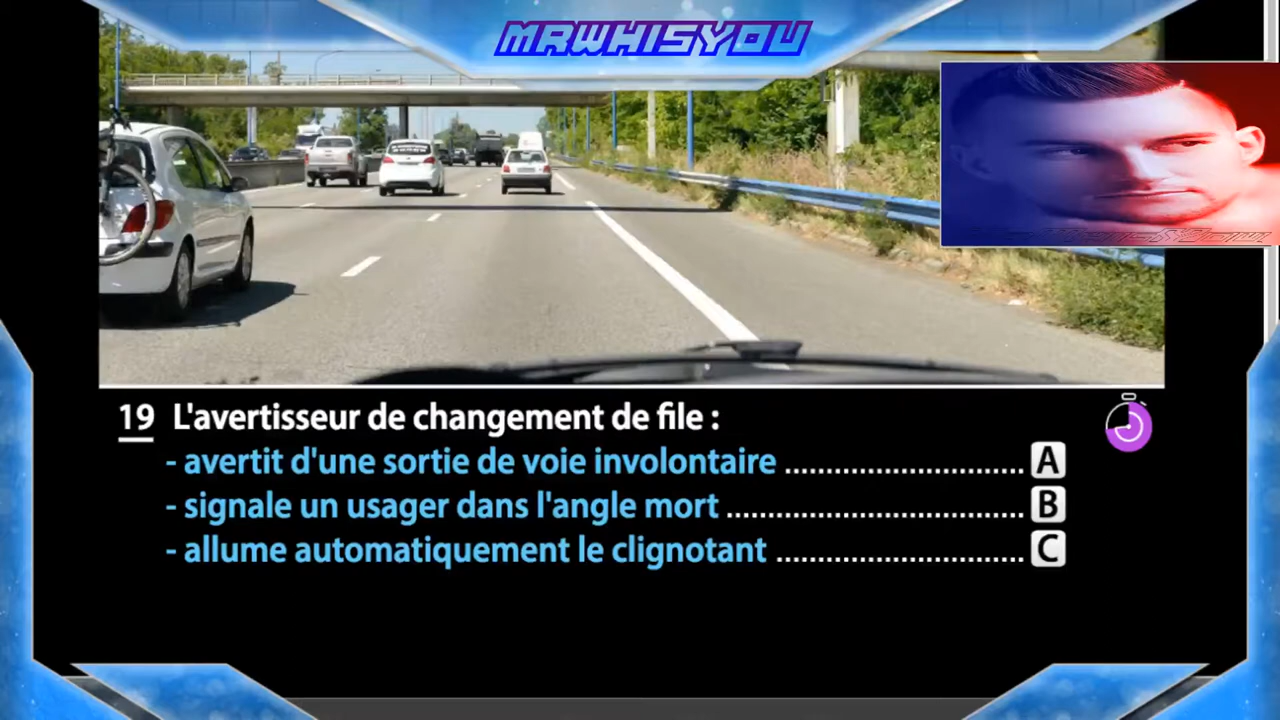 MRWHISYOU
19 L'avertisseur de changement de file :
- avertit d'une sortie de voie involontaire ........................... A
- signale un usager dans l'angle mort ................................. B
- allume automatiquement le clignotant ............................ C